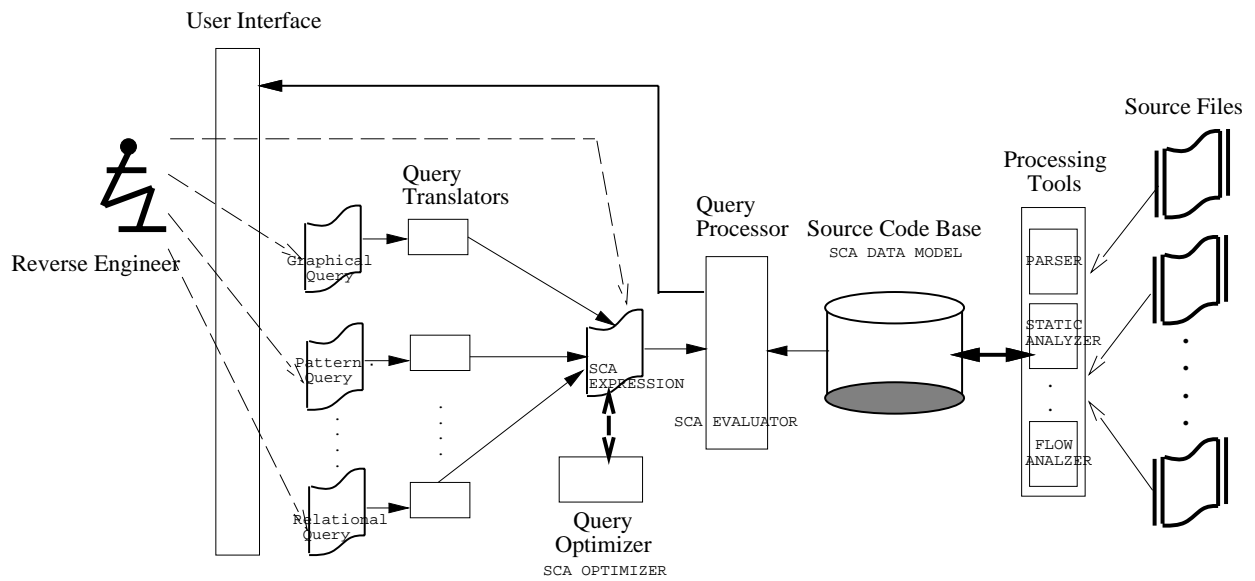 User Interface
Source Files
Processing
Tools
Query
Translators
Query
Processor
Source Code Base
SCA DATA MODEL
Reverse Engineer
Graphical
Query
PARSER
STATIC
ANALYZER
Pattern
Query
SCA
EXPRESSION
SCA EVALUATOR
FLOW
ANALZER
Relational
Query
Query
Optimizer
SCA OPTIMIZER